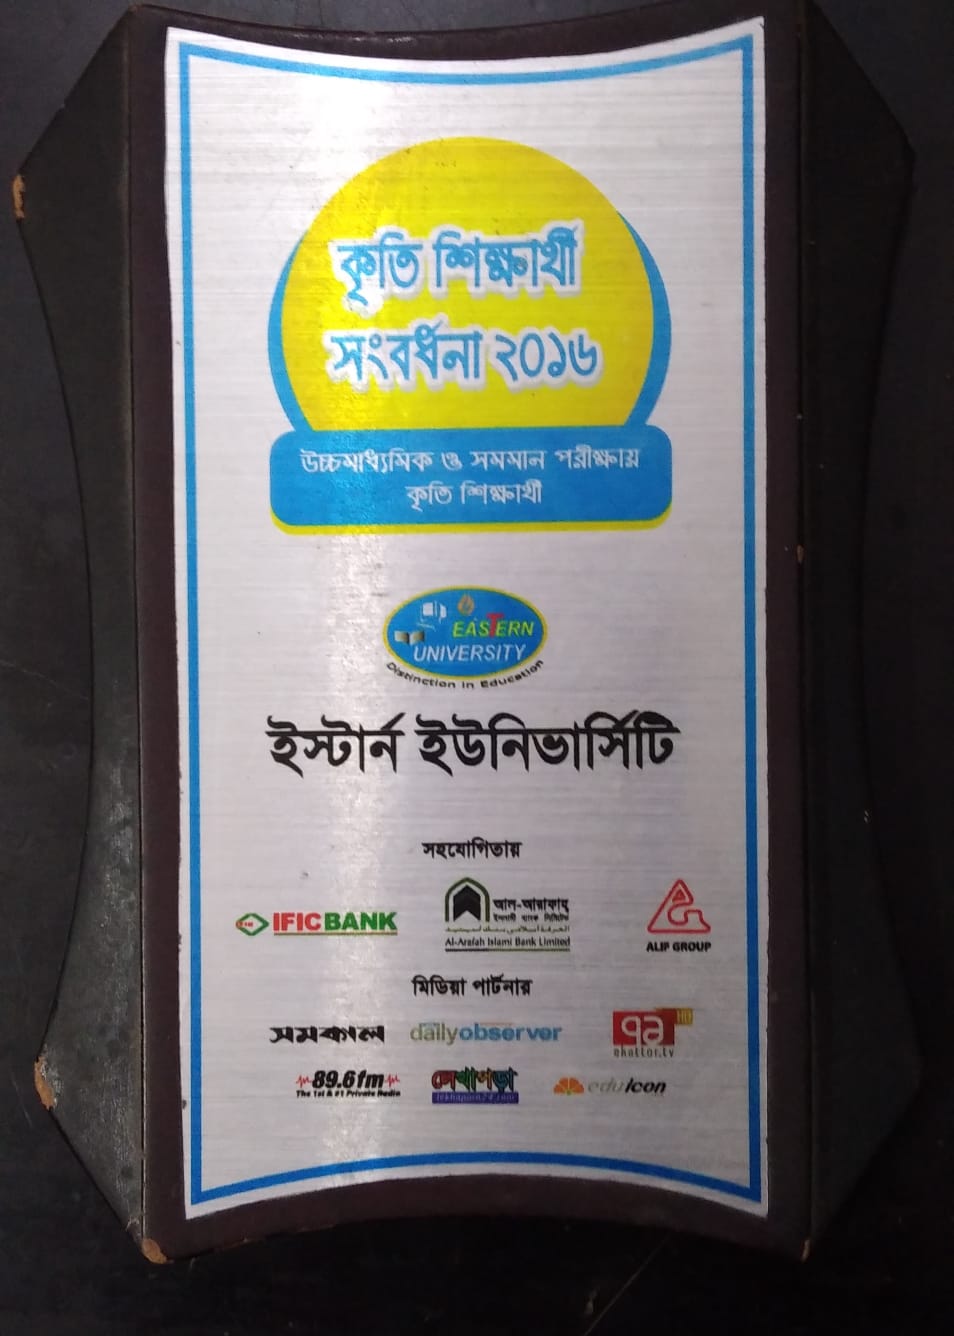 কৃতি শিক্ষার্থী
সংবর্ধনা ২০১৬
উচ্চমাধ্যমিক ও সমমান পরীক্ষায়
কৃতি শিক্ষার্থী
EASTERN
UNIVERSITY
Distinction in Education
ইস্টার্ন ইউনিভার্সিটি
সহযোগিতায়
IFIC BANK
আল-আরাফাহ্
ইসলামী ব্যাংক লিমিটেড
Al-Arafah Islami Bank Limited
ALIF GROUP
মিডিয়া পার্টনার
সমকাল dailyobserver ৭১ HD
ekattor.tv
89.6fm
The 1st & #1 Private Radio
লেখাপড়া
lekhapora24.com
eduicon